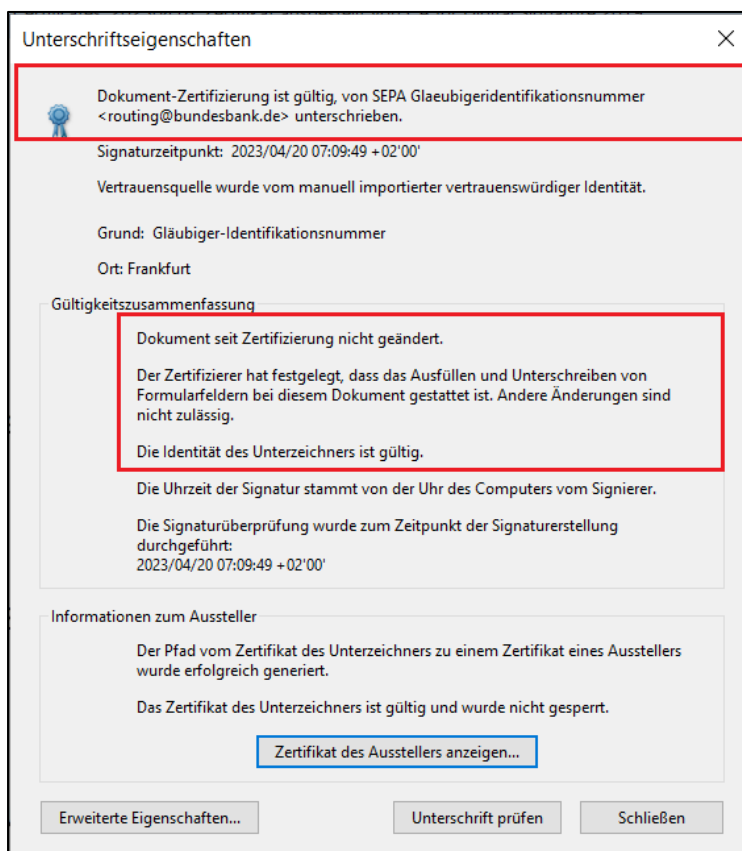 Unterschriftseigenschaften
Dokument-Zertifizierung ist gültig, von SEPA Glaeubigeridentifikationsnummer
<routing@bundesbank.de> unterschrieben.
Signaturzeitpunkt: 2023/04/20 07:09:49 +02'00'
Vertrauensquelle wurde vom manuell importierter vertrauenswürdiger Identität.
Grund: Gläubiger-Identifikationsnummer
Ort: Frankfurt
Gültigkeitszusammenfassung
Dokument seit Zertifizierung nicht geändert.
Der Zertifizierer hat festgelegt, dass das Ausfüllen und Unterschreiben von
Formularfeldern bei diesem Dokument gestattet ist. Andere Änderungen sind
nicht zulässig.
Die Identität des Unterzeichners ist gültig.
Die Uhrzeit der Signatur stammt von der Uhr des Computers vom Signierer.
Die Signaturüberprüfung wurde zum Zeitpunkt der Signaturerstellung
durchgeführt:
2023/04/20 07:09:49 +02'00'
Informationen zum Aussteller
Der Pfad vom Zertifikat des Unterzeichners zu einem Zertifikat eines Ausstellers
wurde erfolgreich generiert.
Das Zertifikat des Unterzeichners ist gültig und wurde nicht gesperrt.
Zertifikat des Ausstellers anzeigen...
Erweiterte Eigenschaften...
Unterschrift prüfen
Schließen